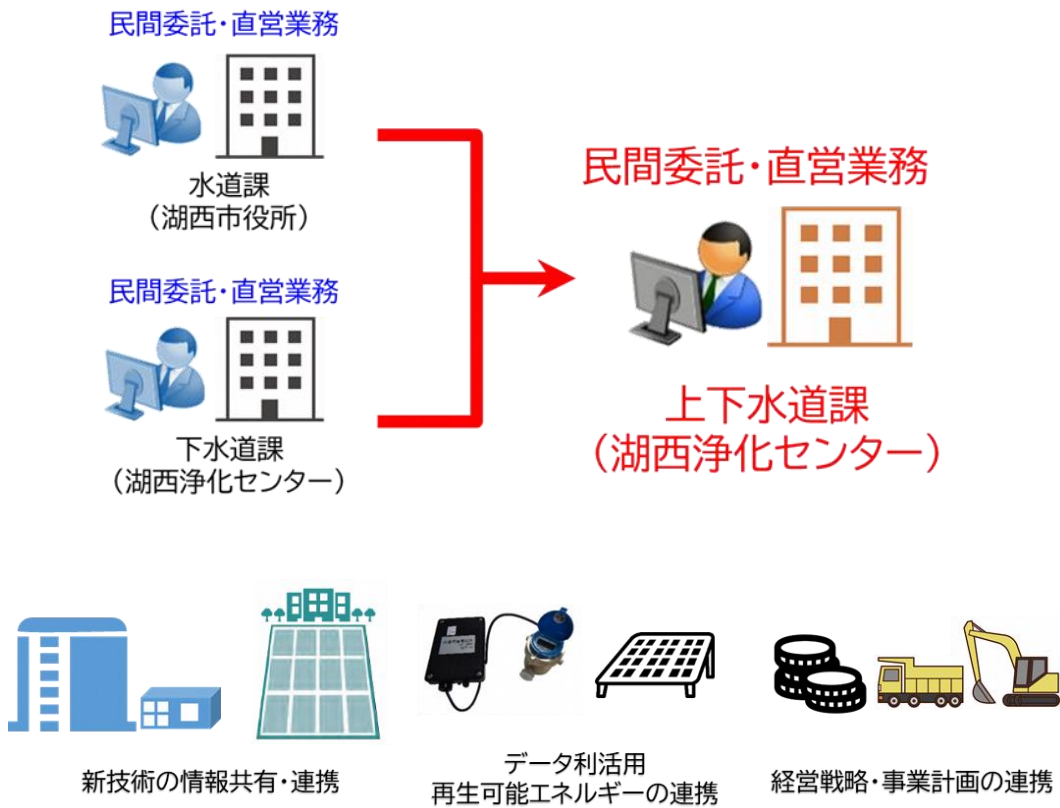 民間委託・直営業務
水道課
（湖西市役所）
民間委託・直営業務
下水道課
（湖西浄化センター）
民間委託・直営業務
上下水道課
（湖西浄化センター）
新技術の情報共有・連携
データ利活用
再生可能エネルギーの連携
経営戦略・事業計画の連携